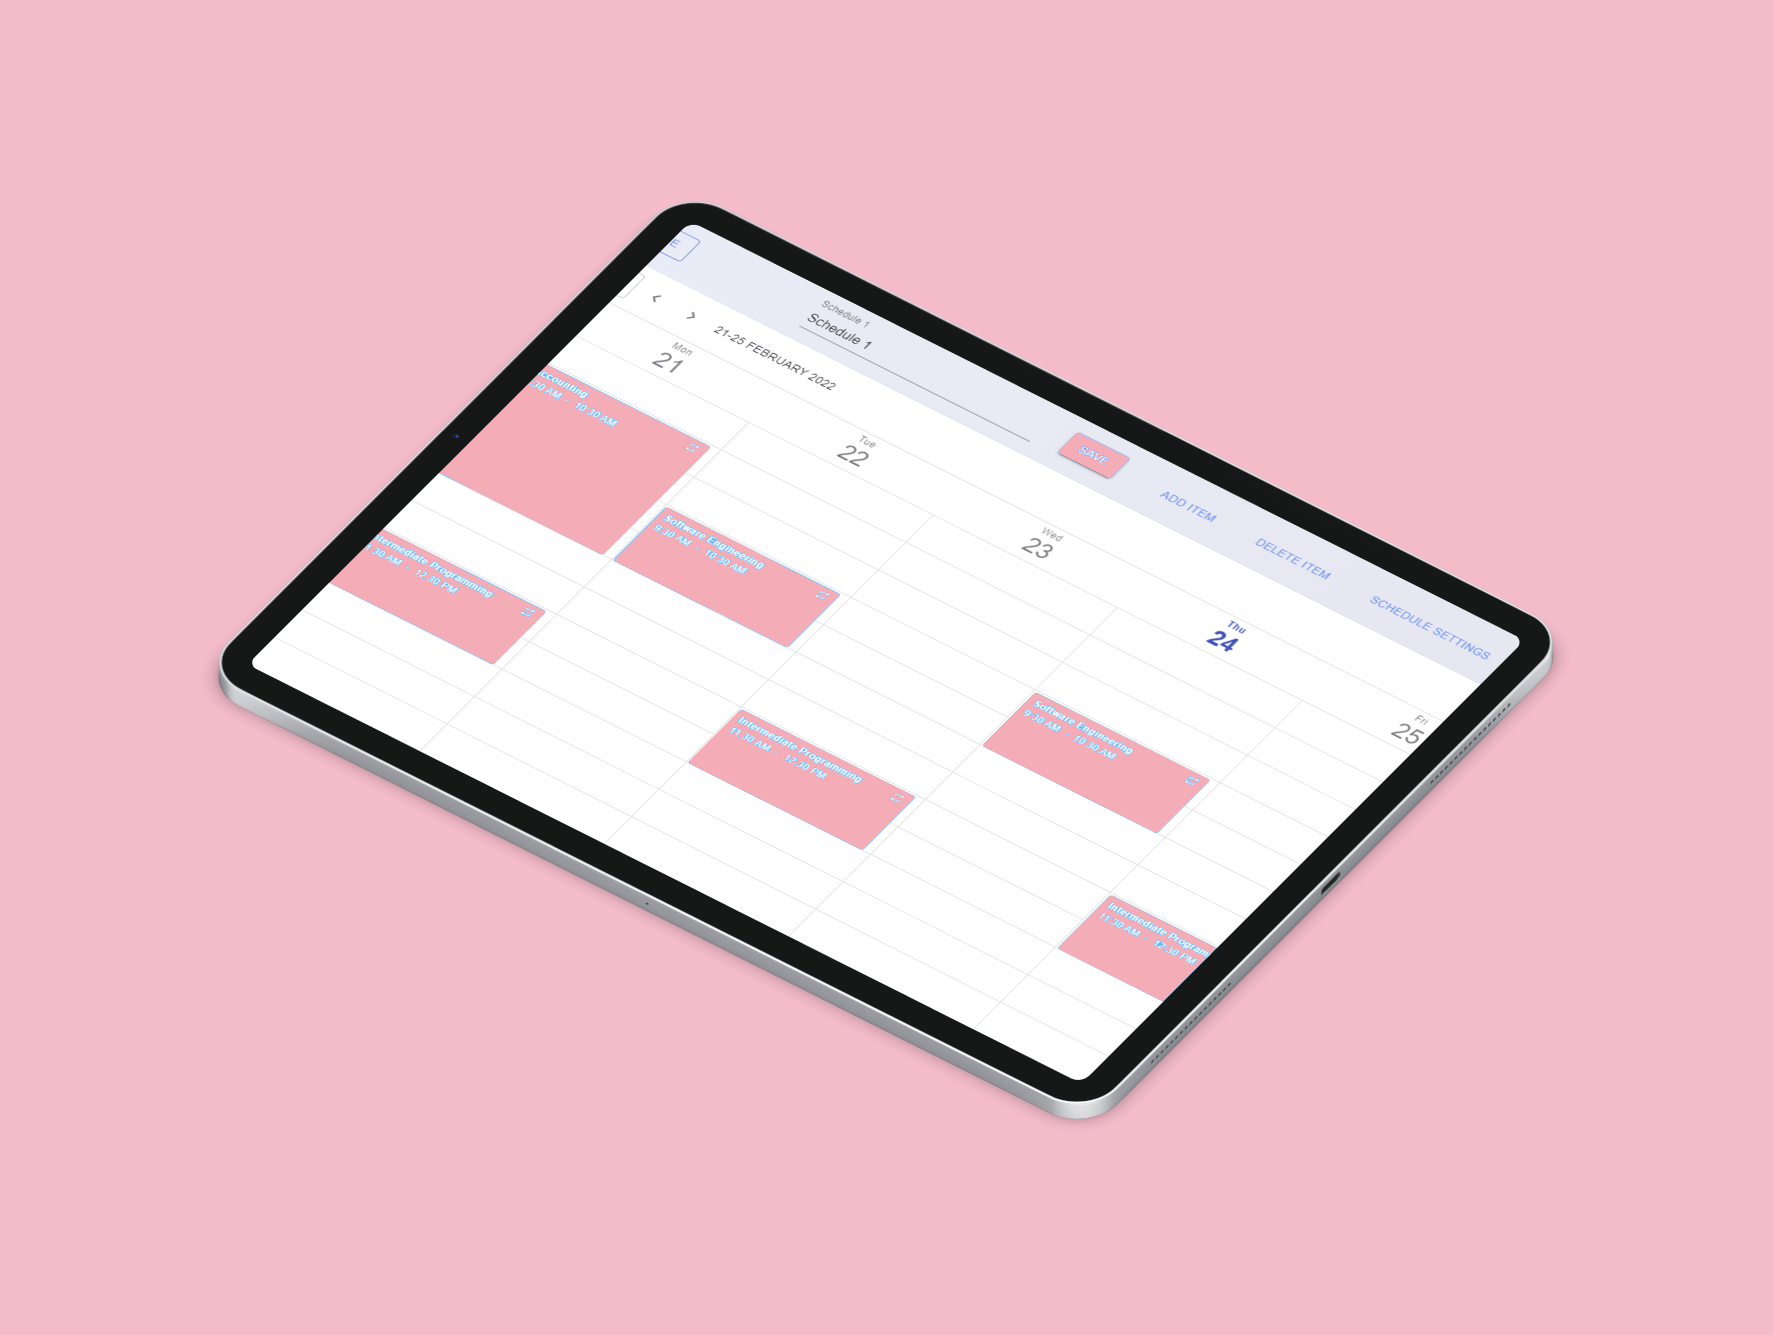 E
Schedule 1
Schedule 1
SAVE
ADD ITEM
DELETE ITEM
SCHEDULE SETTINGS
21-25 FEBRUARY 2022
Mon
21
Tue
22
Wed
23
Thu
24
Fri
25
ccounting
30 AM - 10:30 AM
ntermediate Programming
:30 AM - 12:30 PM
Software Engineering
9:30 AM - 10:30 AM
Intermediate Programming
11:30 AM - 12:30 PM
Software Engineering
9:30 AM - 10:30 AM
Intermediate Program
11:30 AM - 12:30 PM